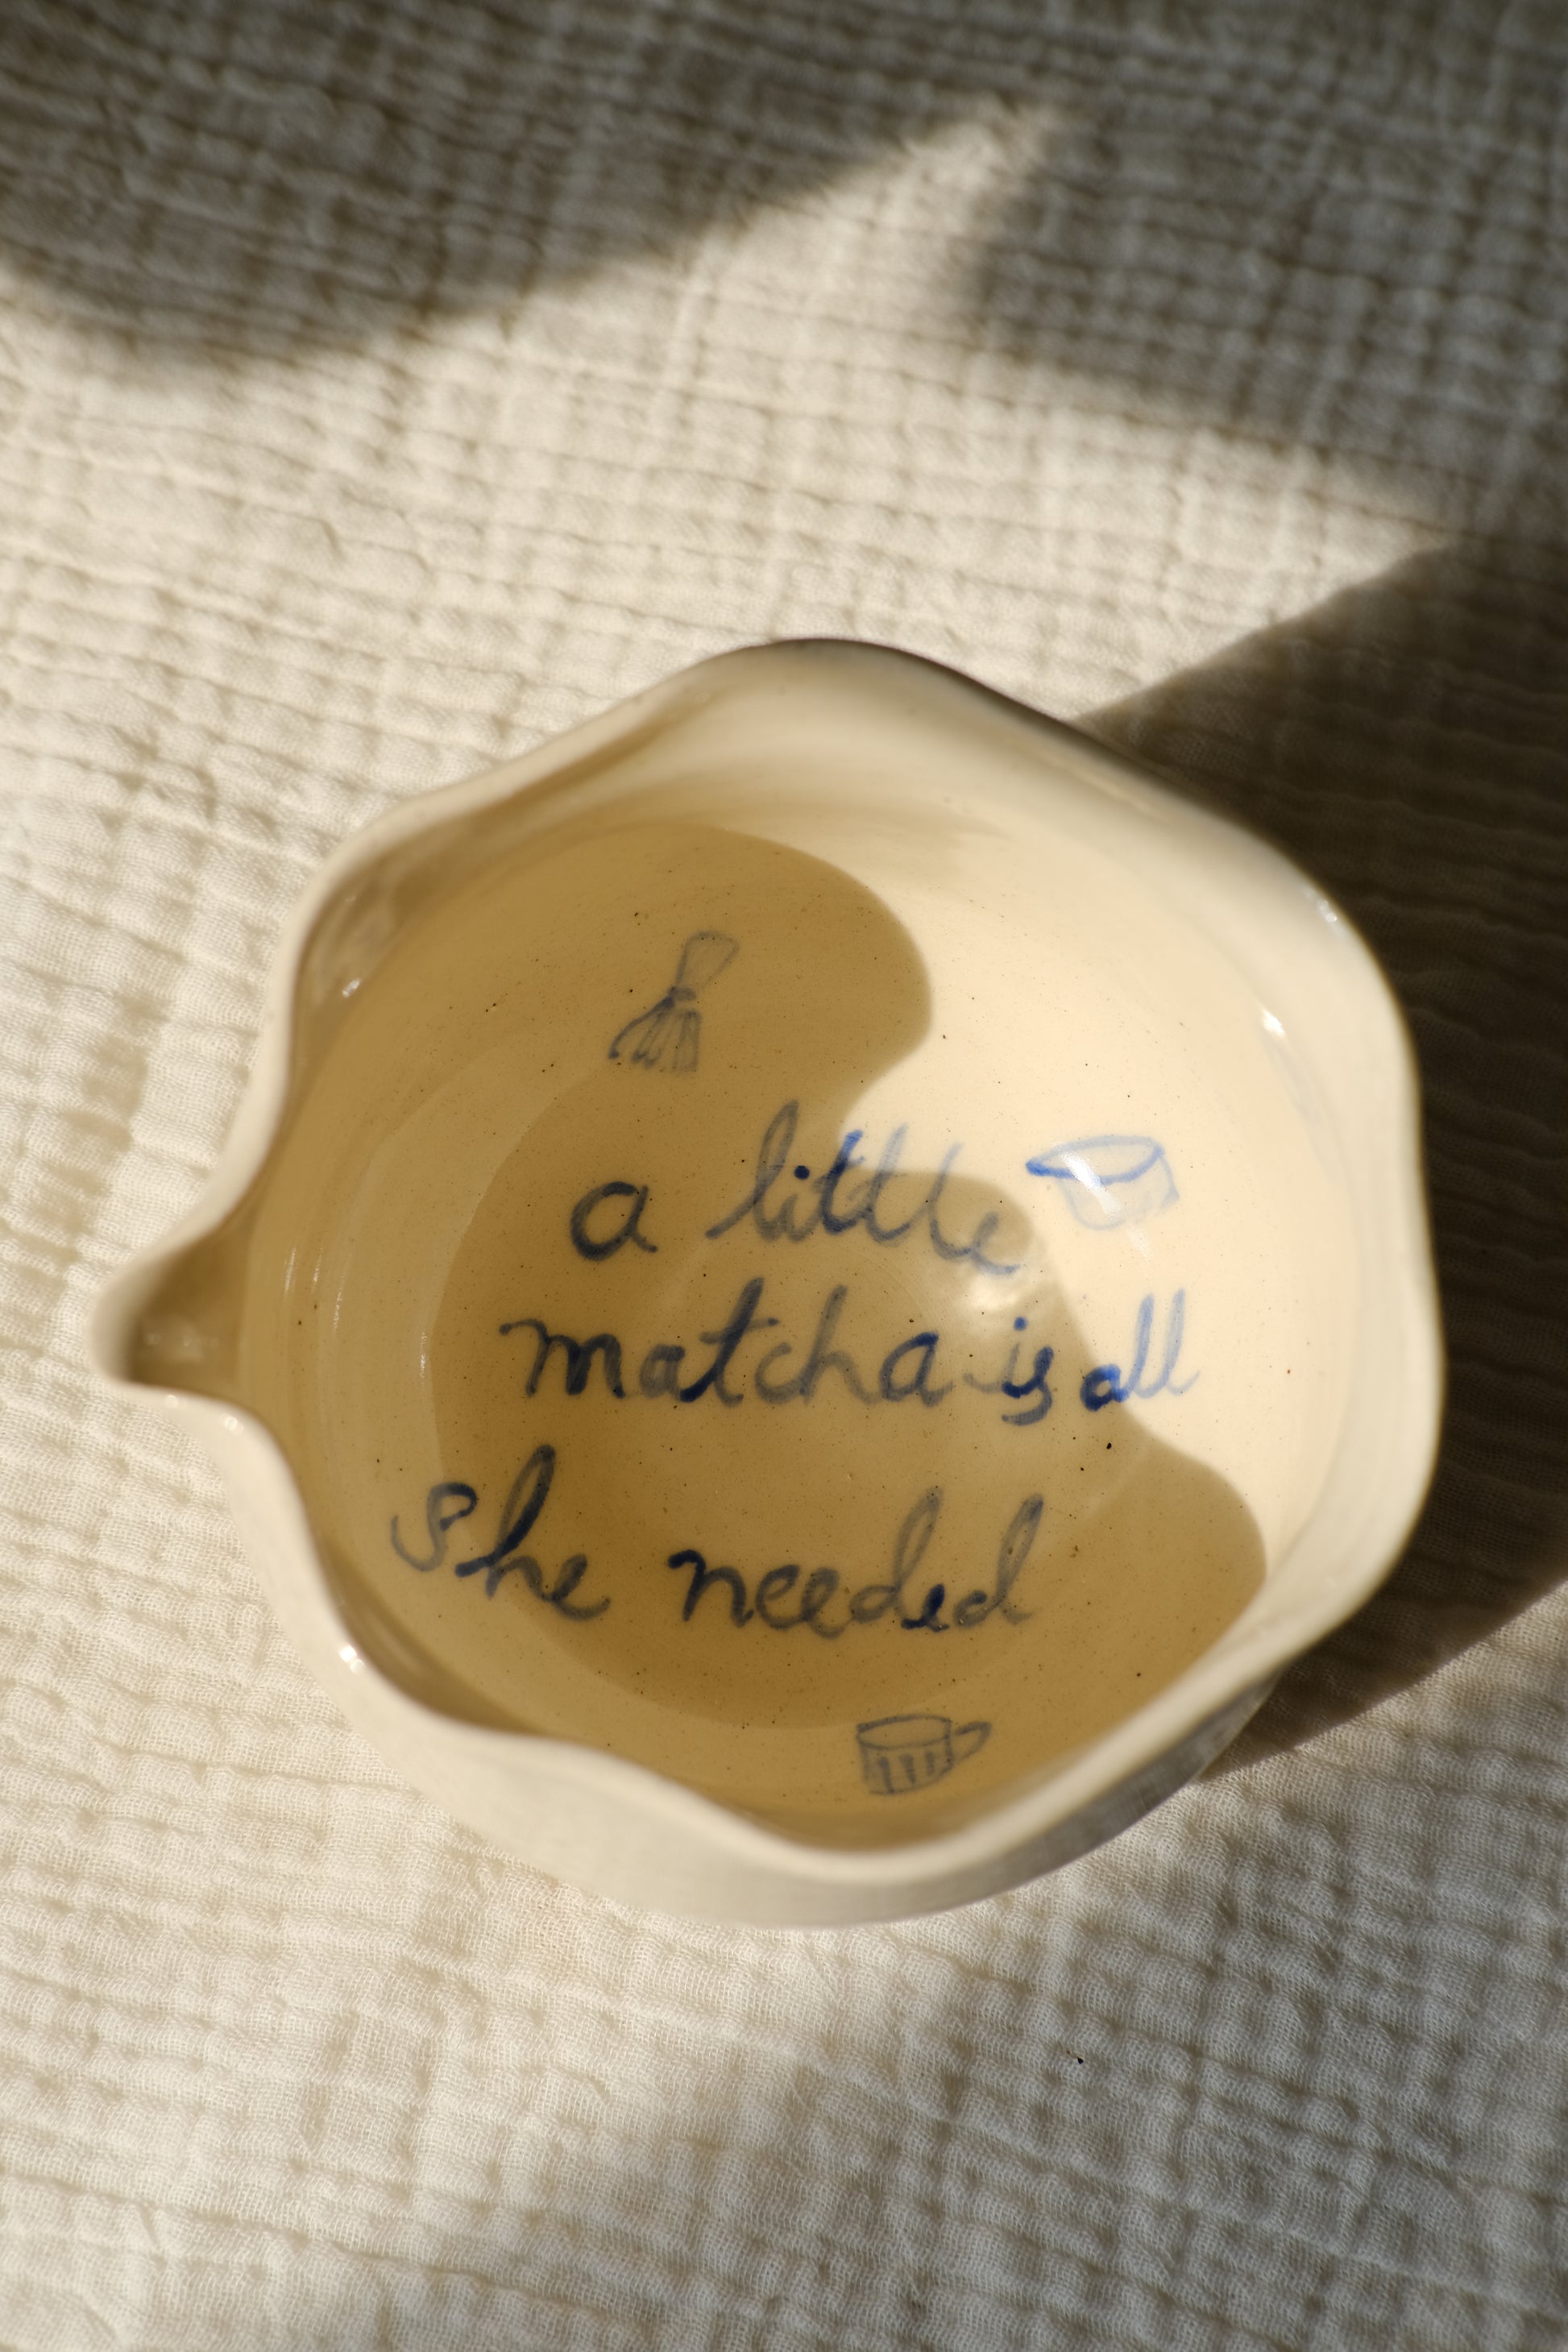 a little
matcha is all
She needed